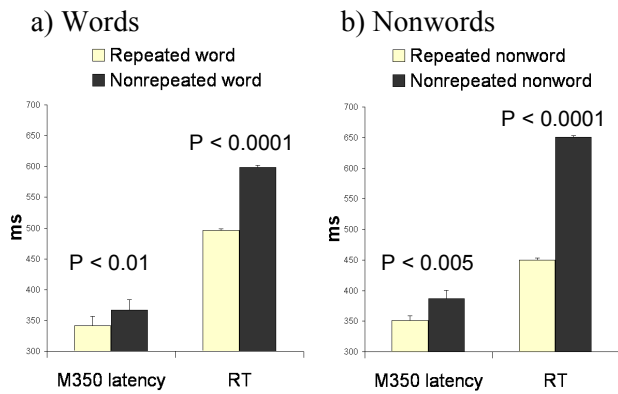 a) Words
Repeated word
Nonrepeated word
700
650
600
550
500
450
400
350
300
ms
P < 0.01
P < 0.0001
M350 latency
RT
b) Nonwords
Repeated nonword
Nonrepeated nonword
700
650
600
550
500
450
400
350
300
ms
P < 0.005
P < 0.0001
M350 latency
RT